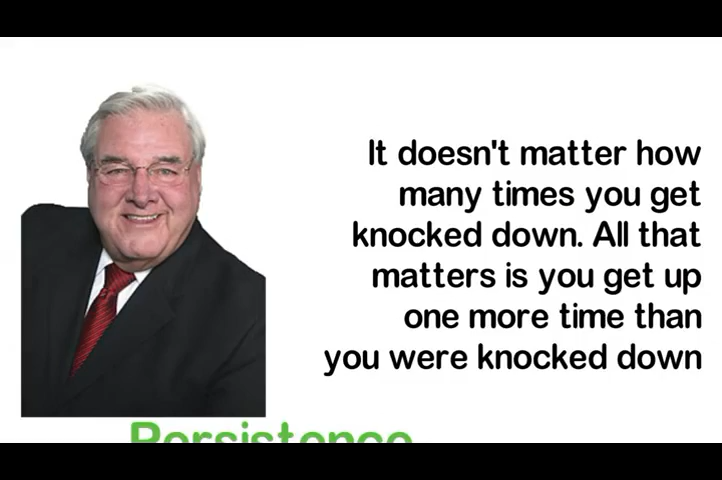 It doesn't matter how
many times you get
knocked down. All that
matters is you get up
one more time than
you were knocked down
Persistence